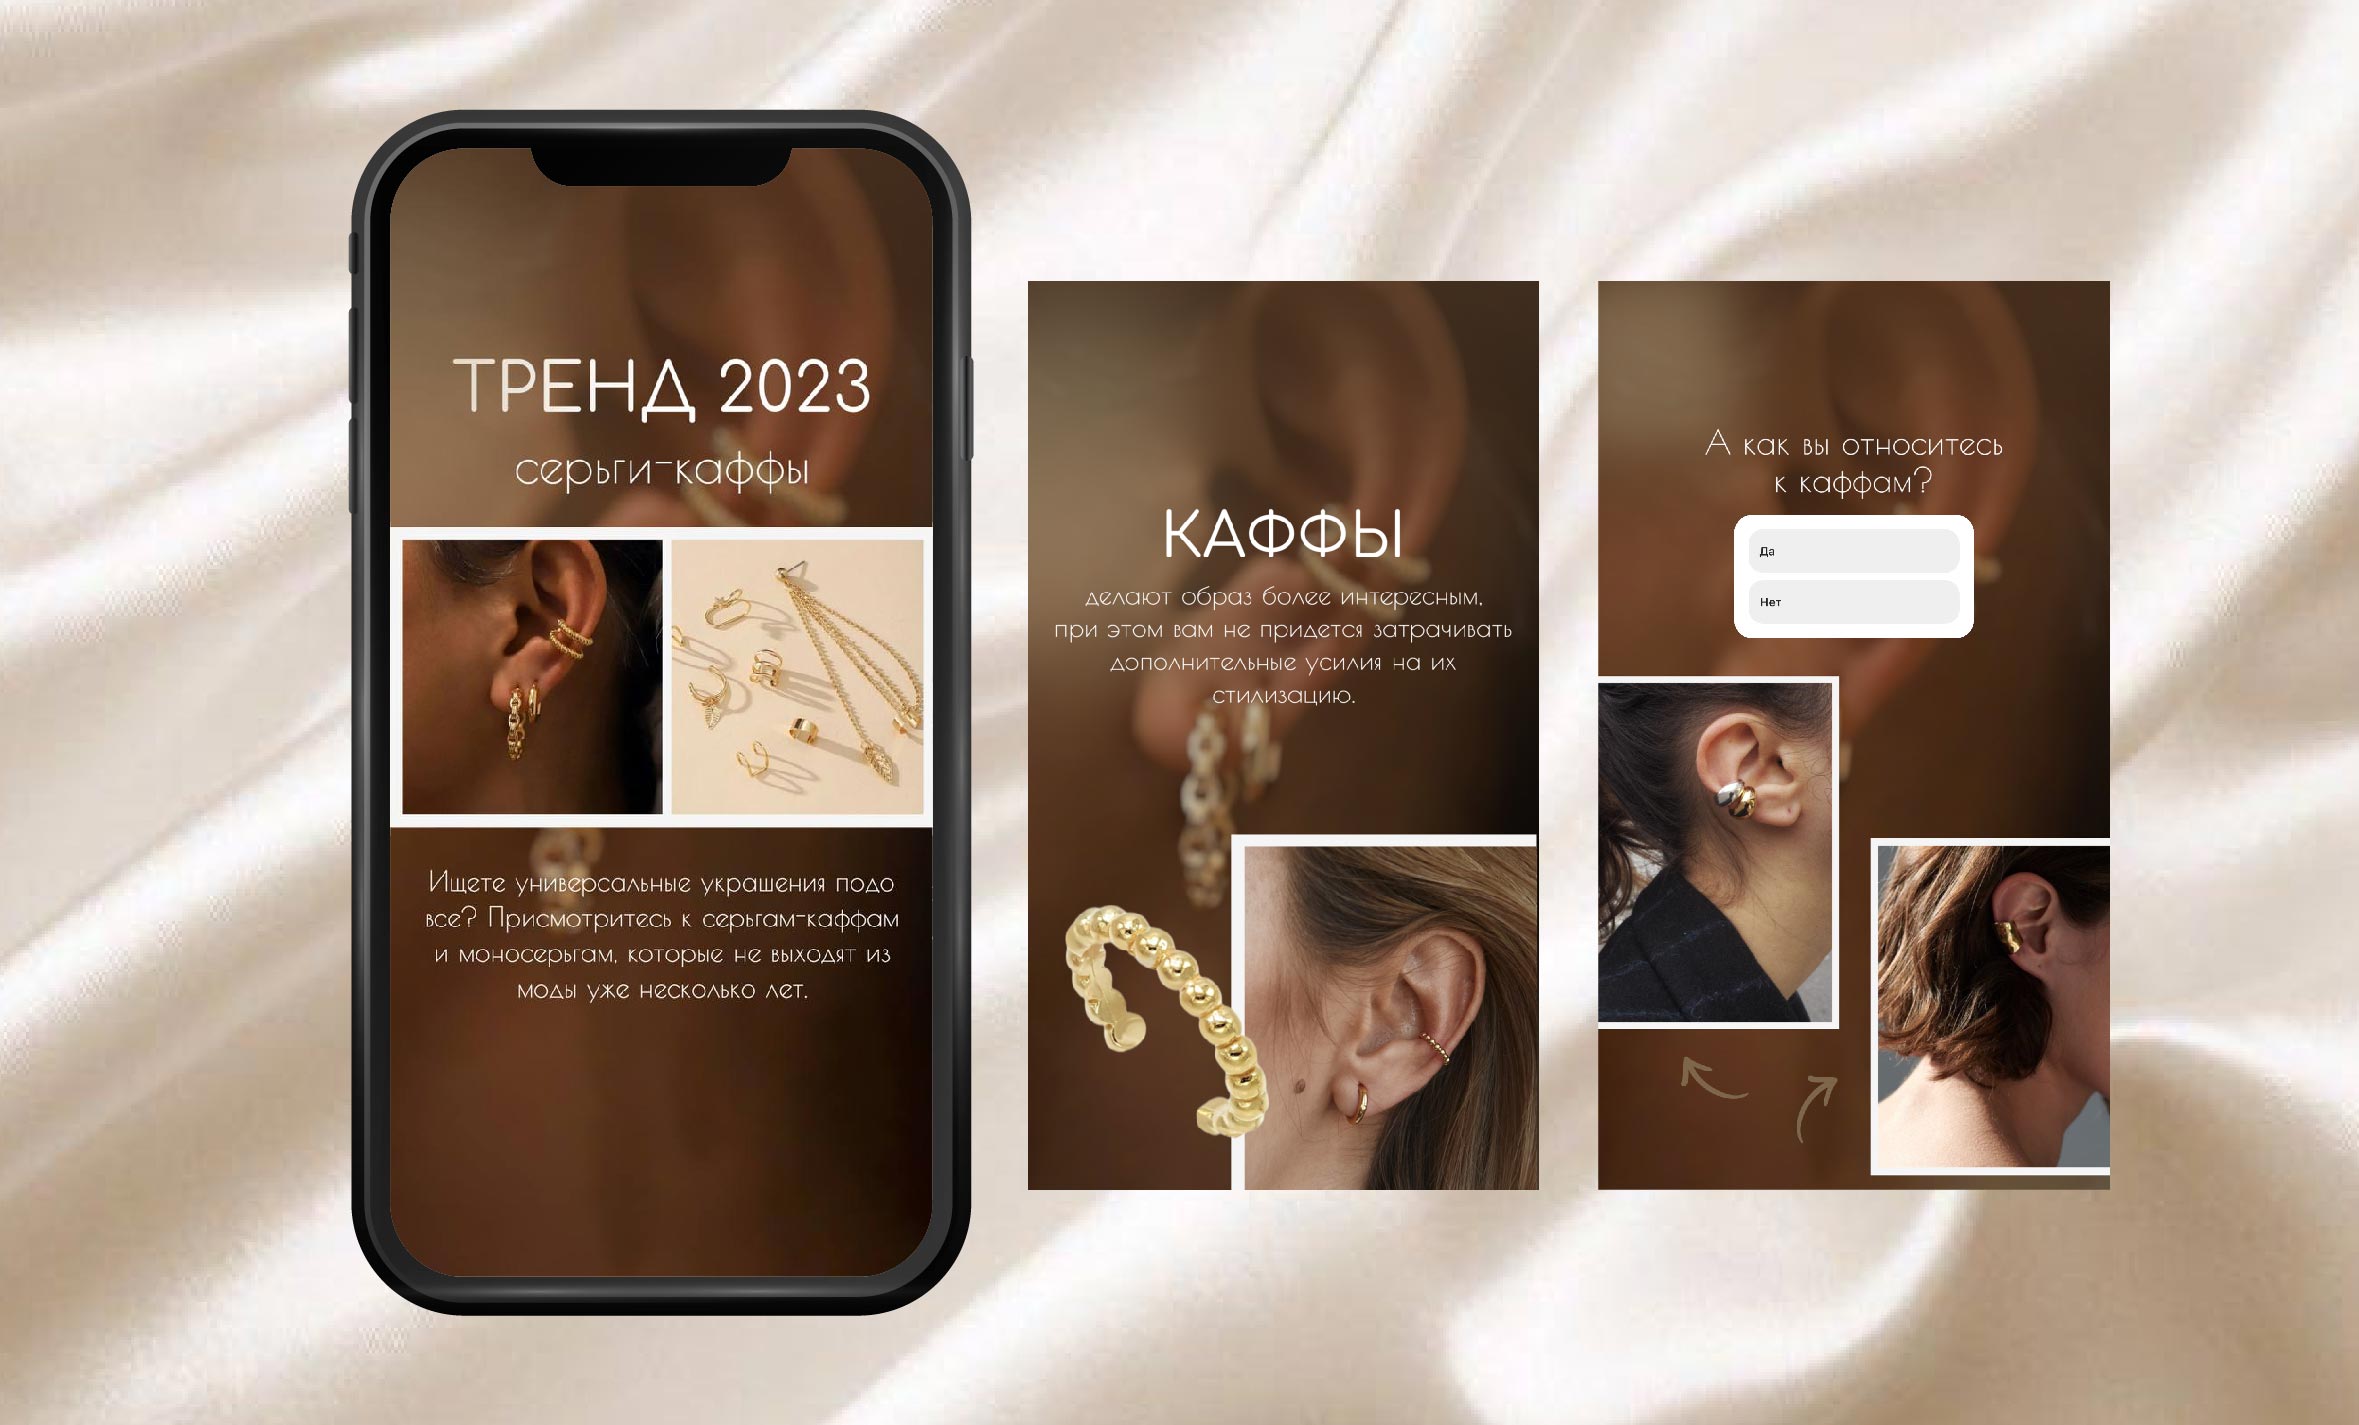 ТРЕНД 2023
серьги-каффы
Ищете универсальные украшения подо
все? Присмотритесь к серьгам-каффам
и моносерьгам, которые не выходят из
моды уже несколько лет.
КАФФЫ
делают образ более интересным,
при этом вам не придется затрачивать
дополнительные усилия на их
стилизацию.
А как вы относитесь
к каффам?
Да
Нет